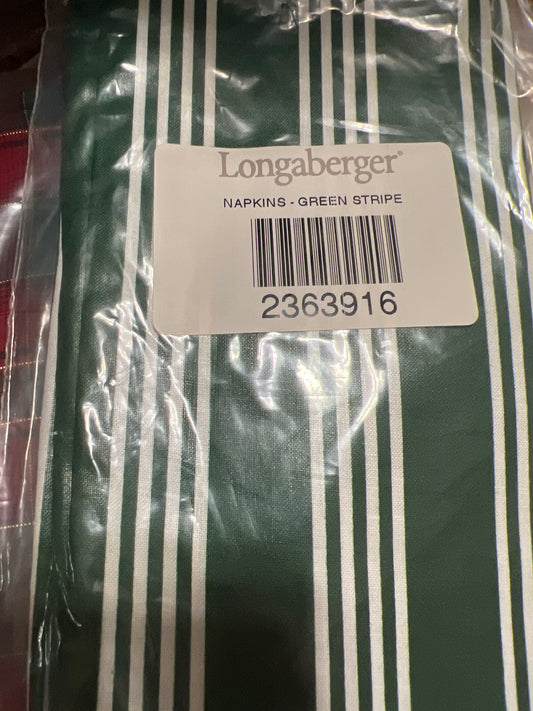 Longaberger®
NAPKINS - GREEN STRIPE
2363916